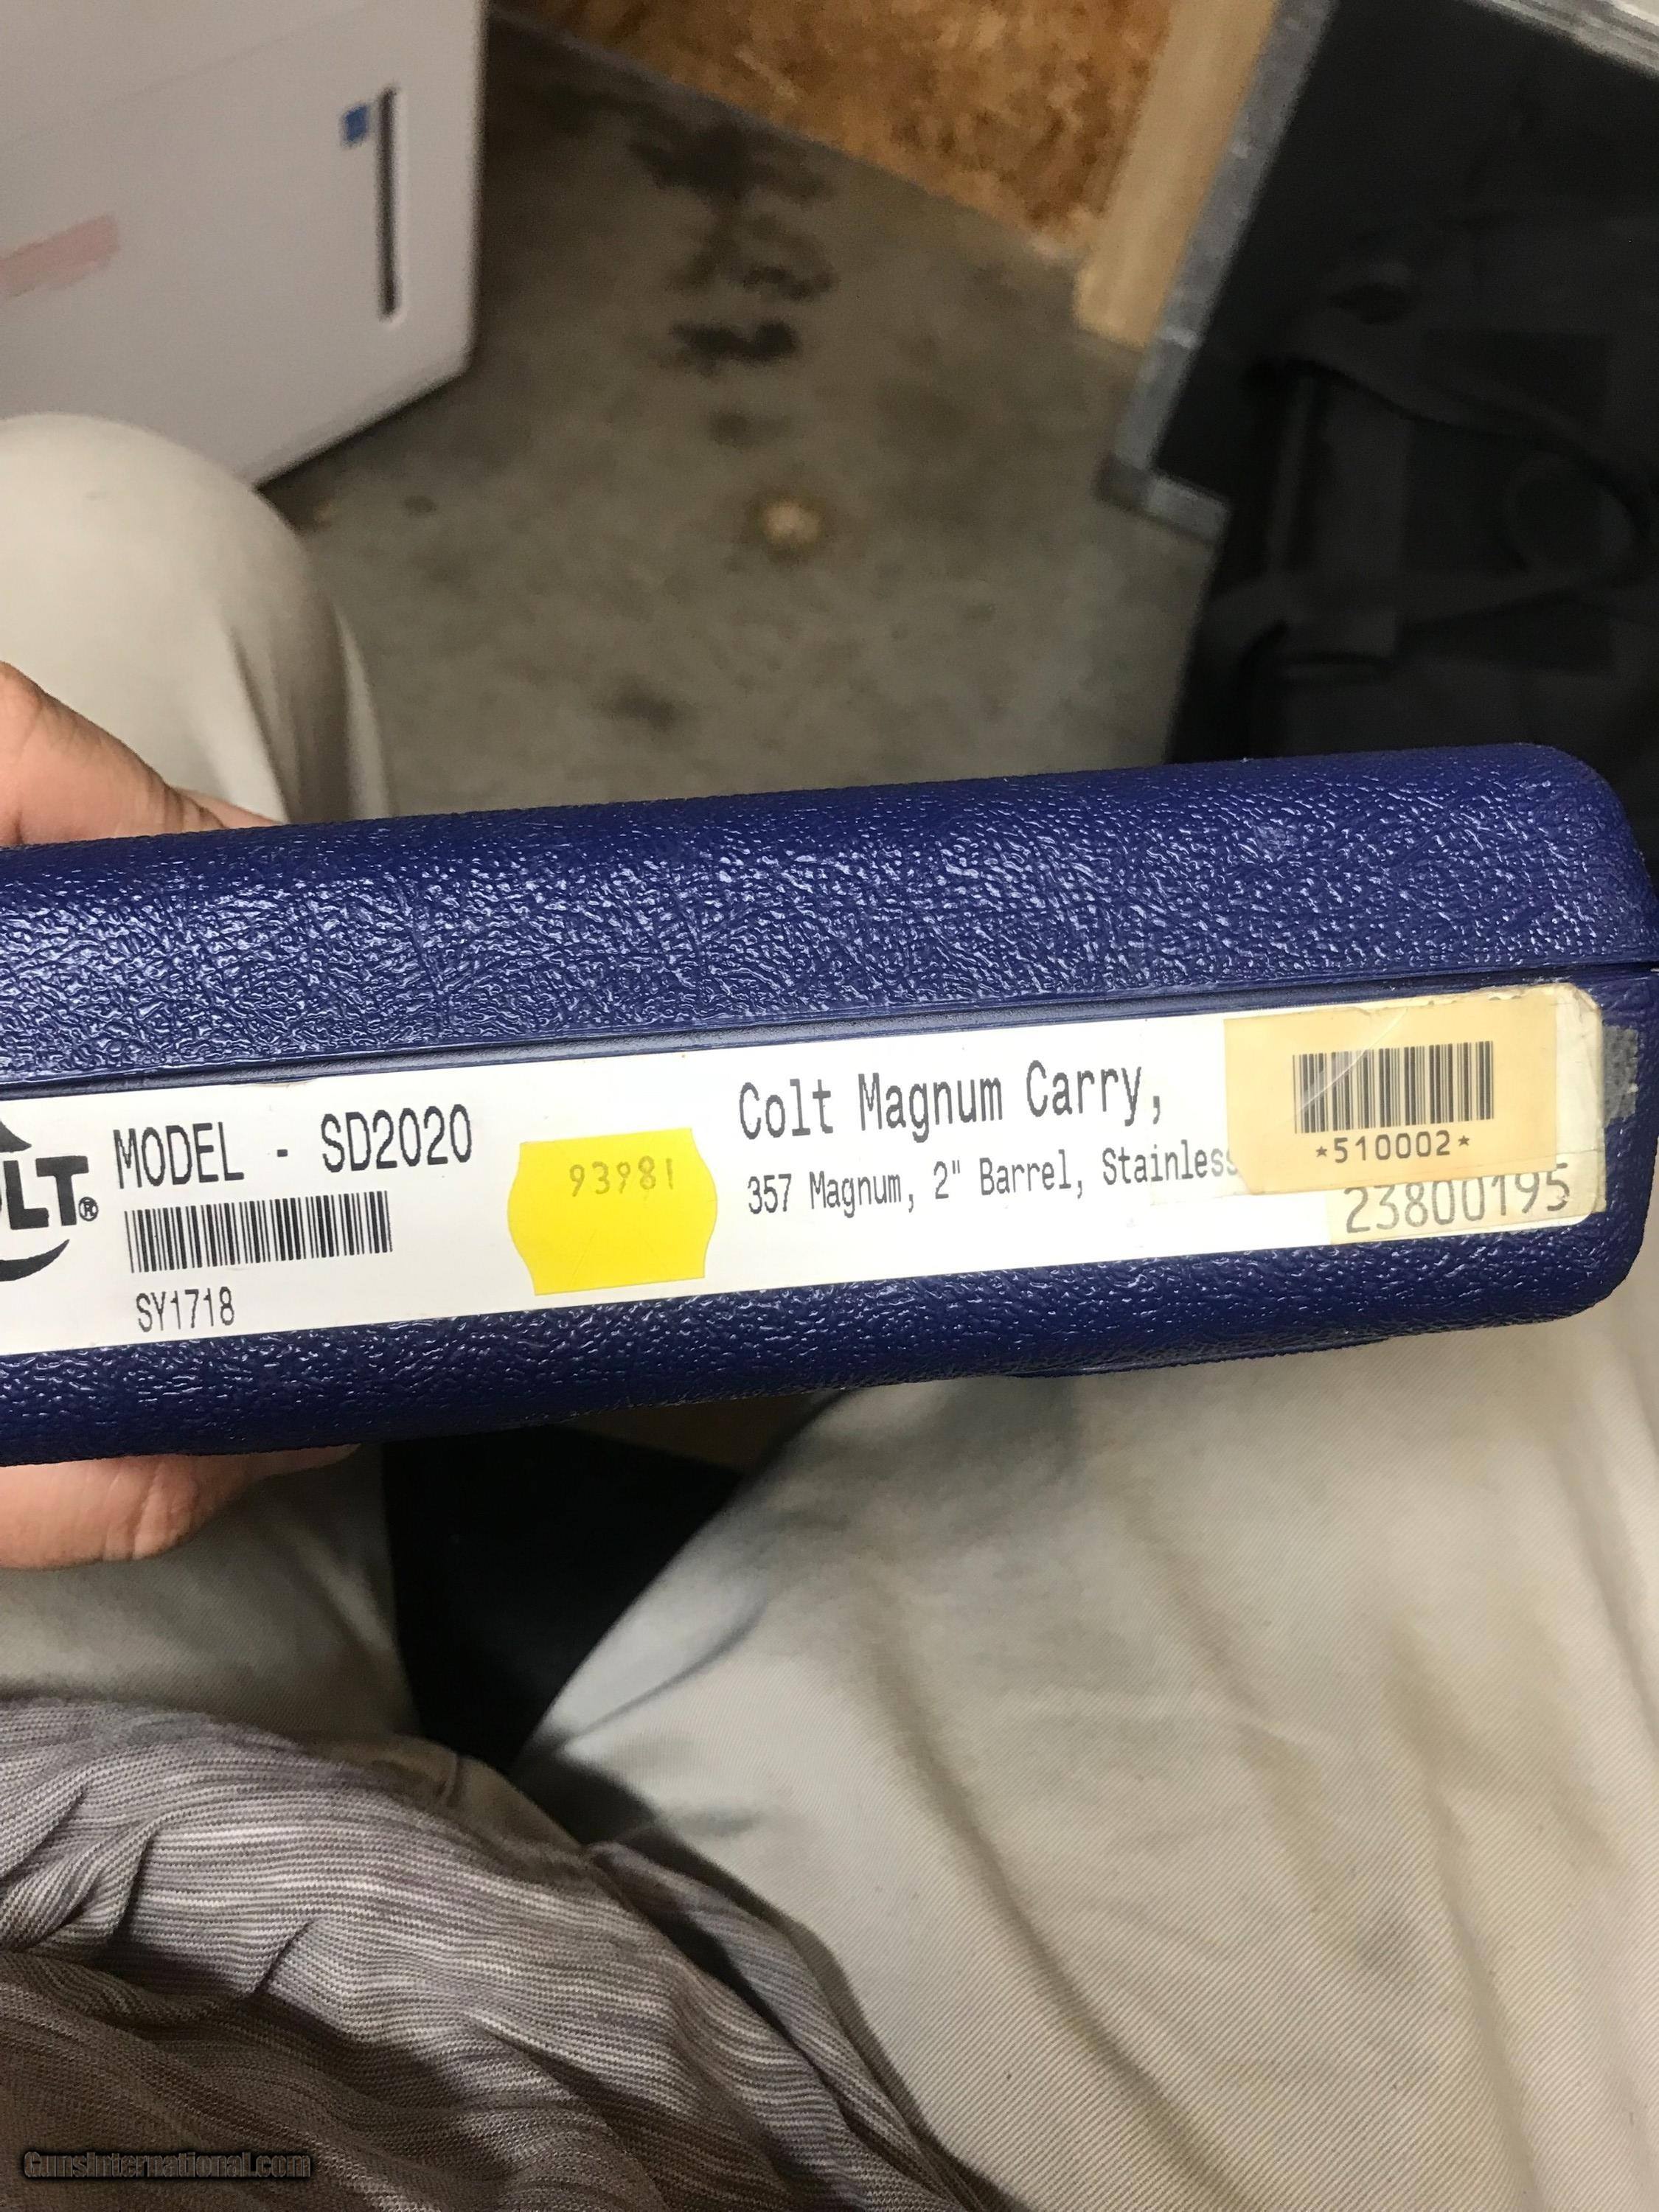 LT®
MODEL - SD2020
SY1718
93981
Colt Magnum Carry,
357 Magnum, 2" Barrel, Stainless
*510002*
23800195
GunsInternational.com